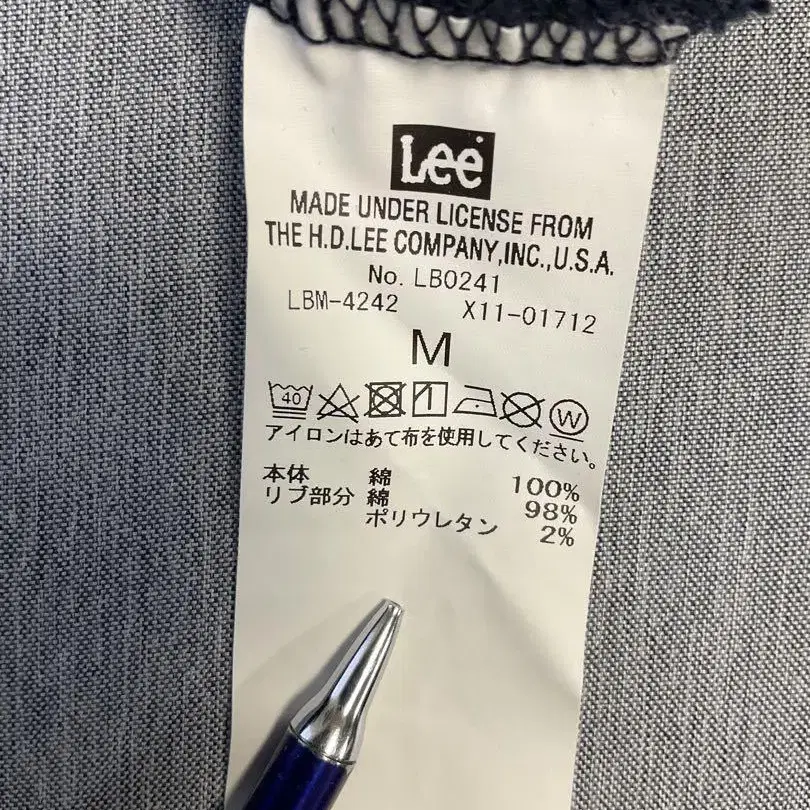 Lee
MADE UNDER LICENSE FROM
THE H.D.LEE COMPANY,INC.,U.S.A.
No. LB0241
LBM-4242 X11-01712
M
40 W
アイロンはあて布を使用してください。
本体 綿 100%
リブ部分 綿 98%
ポリウレタン 2%